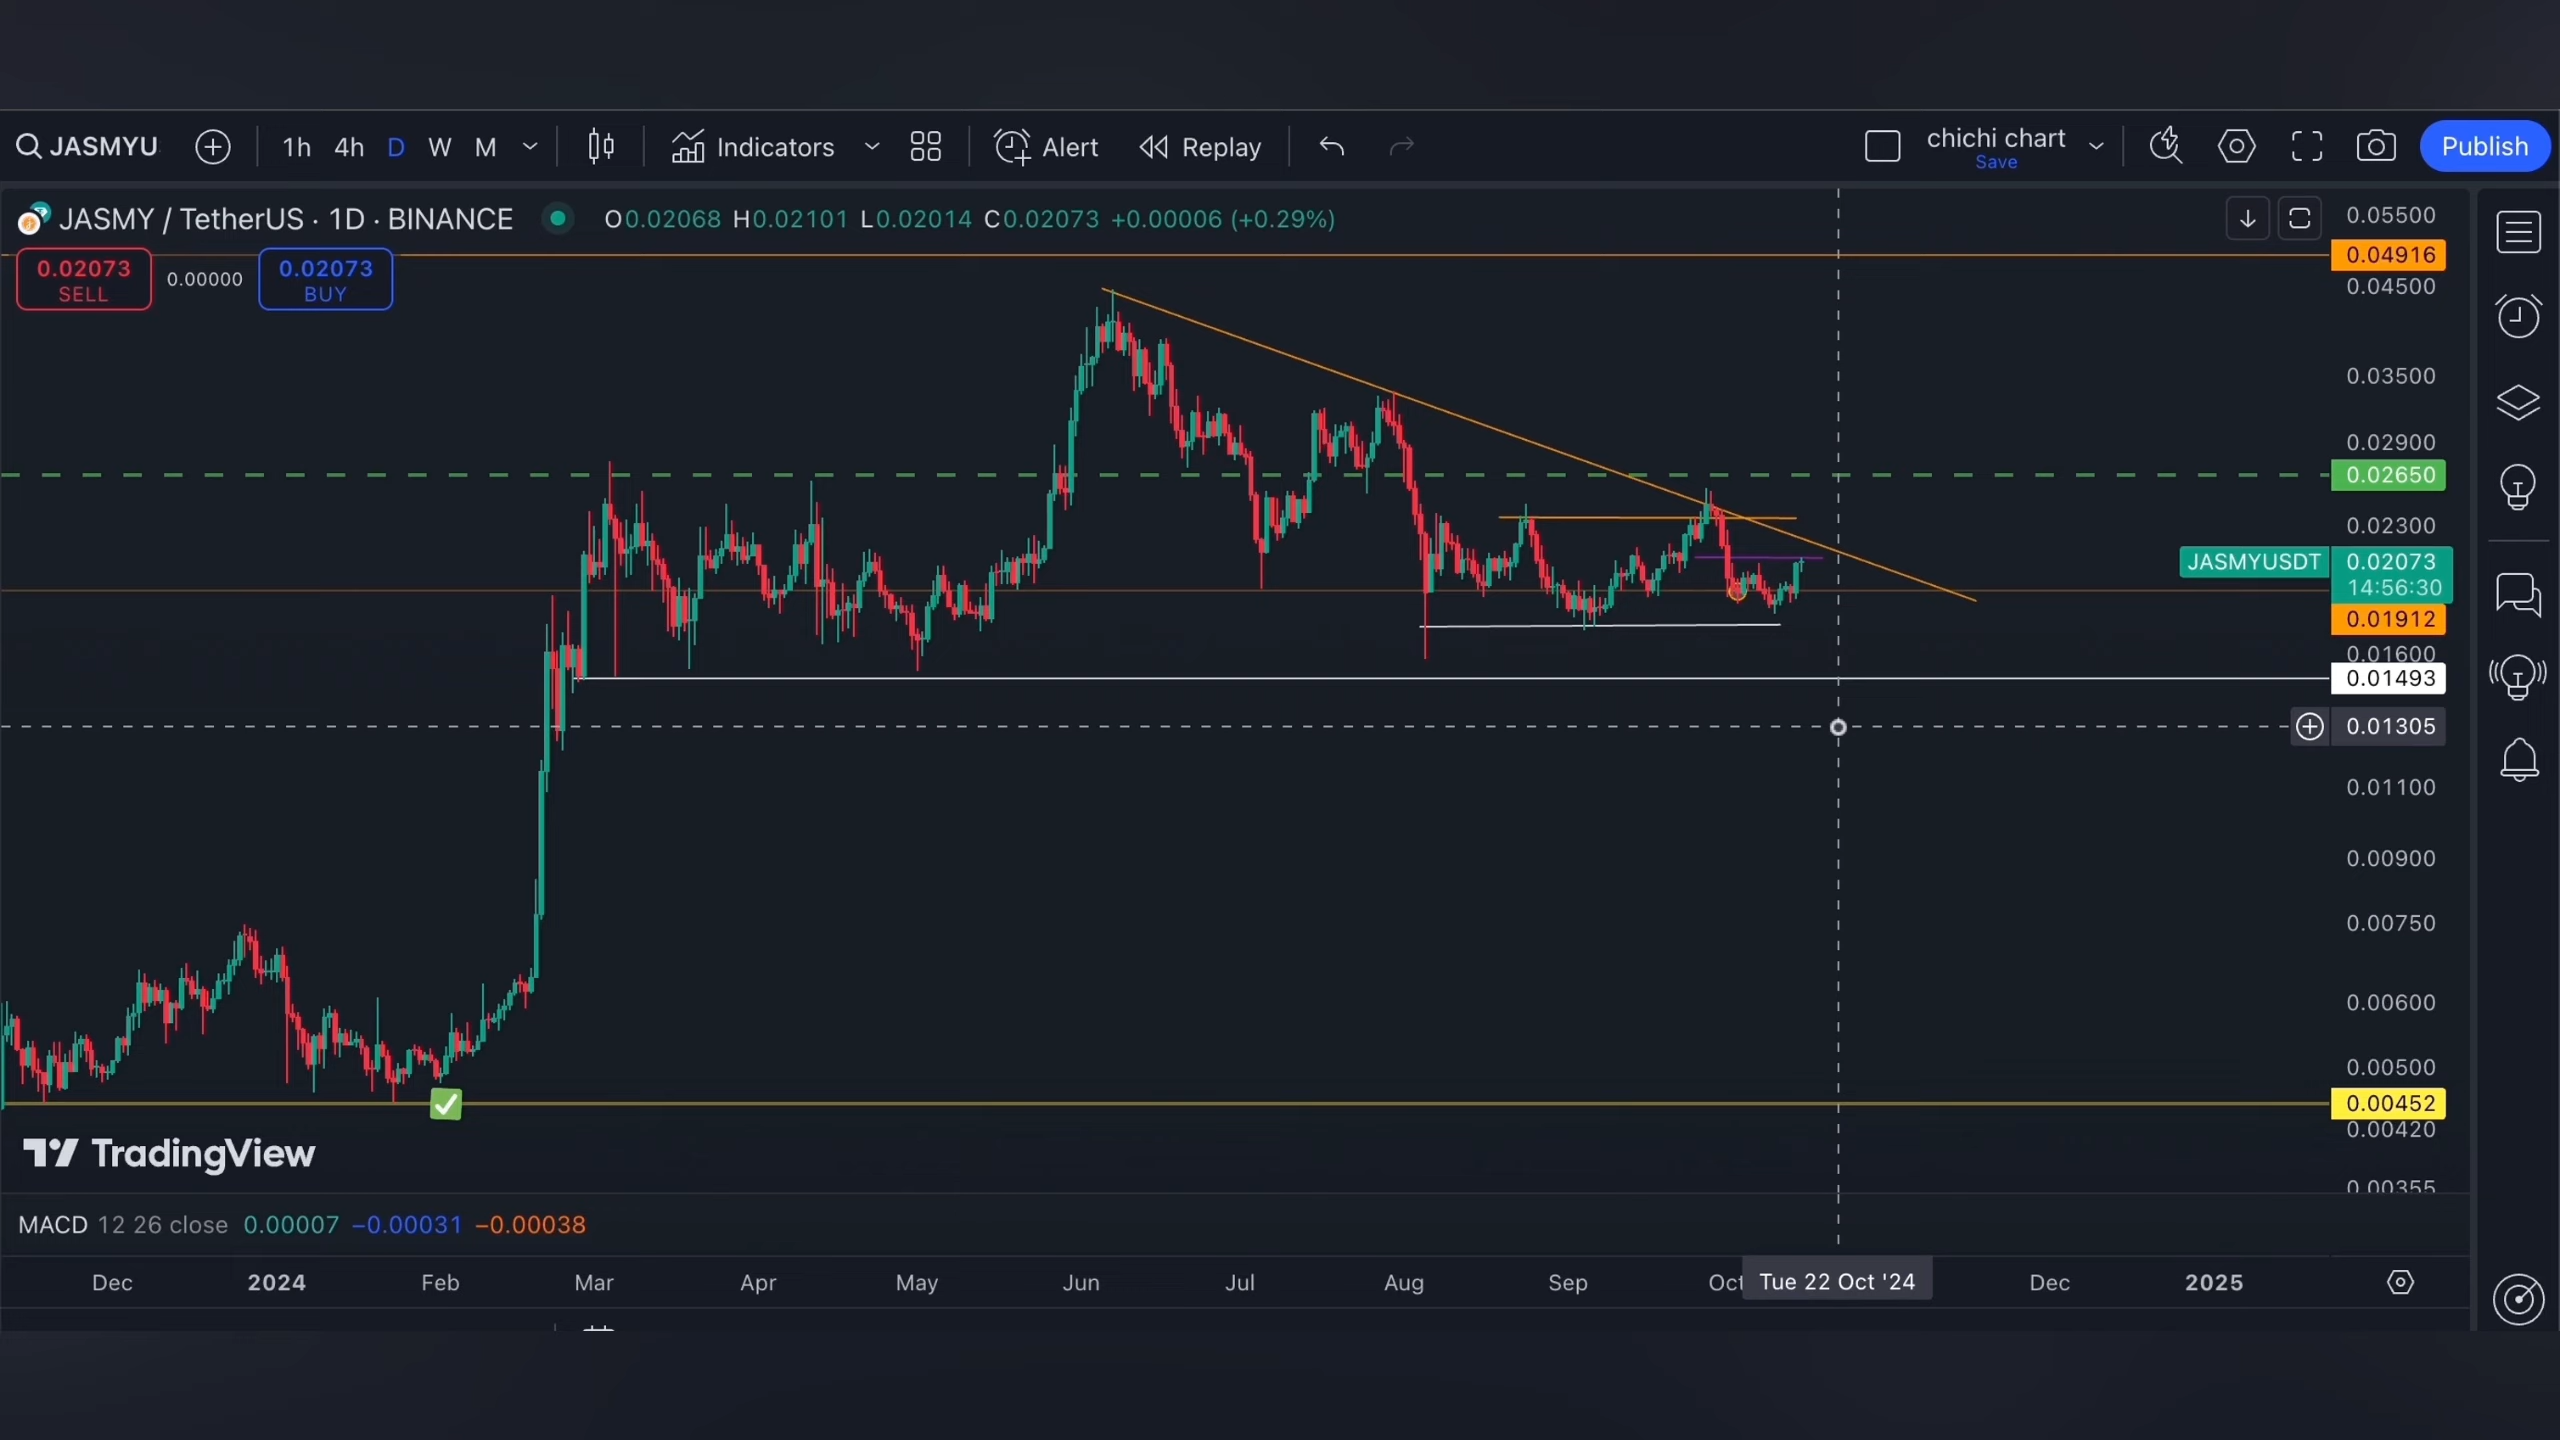 JASMYU 1h 4h D W M Indicators Alert Replay chichi chart Publish
Save
JASMY / TetherUS · 1D · BINANCE O0.02068 H0.02101 L0.02014 C0.02073 +0.00006 (+0.29%)
0.02073 0.00000 0.02073
SELL BUY
0.05500
0.04916
0.04500
0.03500
0.02900
0.02650
0.02300
JASMYUSDT 0.02073
14:56:30
0.01912
0.01600
0.01493
0.01305
0.01100
0.00900
0.00750
0.00600
0.00500
0.00452
0.00420
0.00355
TradingView
MACD 12 26 close 0.00007 −0.00031 −0.00038
Dec 2024 Feb Mar Apr May Jun Jul Aug Sep Oct Tue 22 Oct '24 Dec 2025